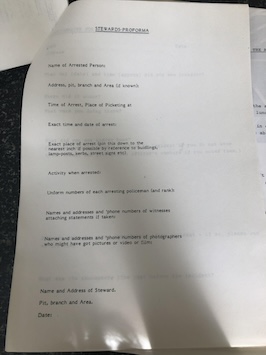 STEWARDS PROFORMA
Name of Arrested Person:
Address, pit, branch and Area (if known):
Time of Arrest, Place of Picketing at
Exact time and date of arrest:
Exact place of arrest (pin this down to the
nearest inch if possible by reference to buildings,
lamp-posts, kerbs, street signs etc)
Activity when arrested:
Uniform numbers of each arresting policeman (and rank):
Names and addresses and 'phone numbers of witnesses
attaching statements if taken:
Names and addresses and 'phone numbers of photographers
who might have got pictures or video or film:
Name and Address of Steward.
Pit, branch and Area.
Date: